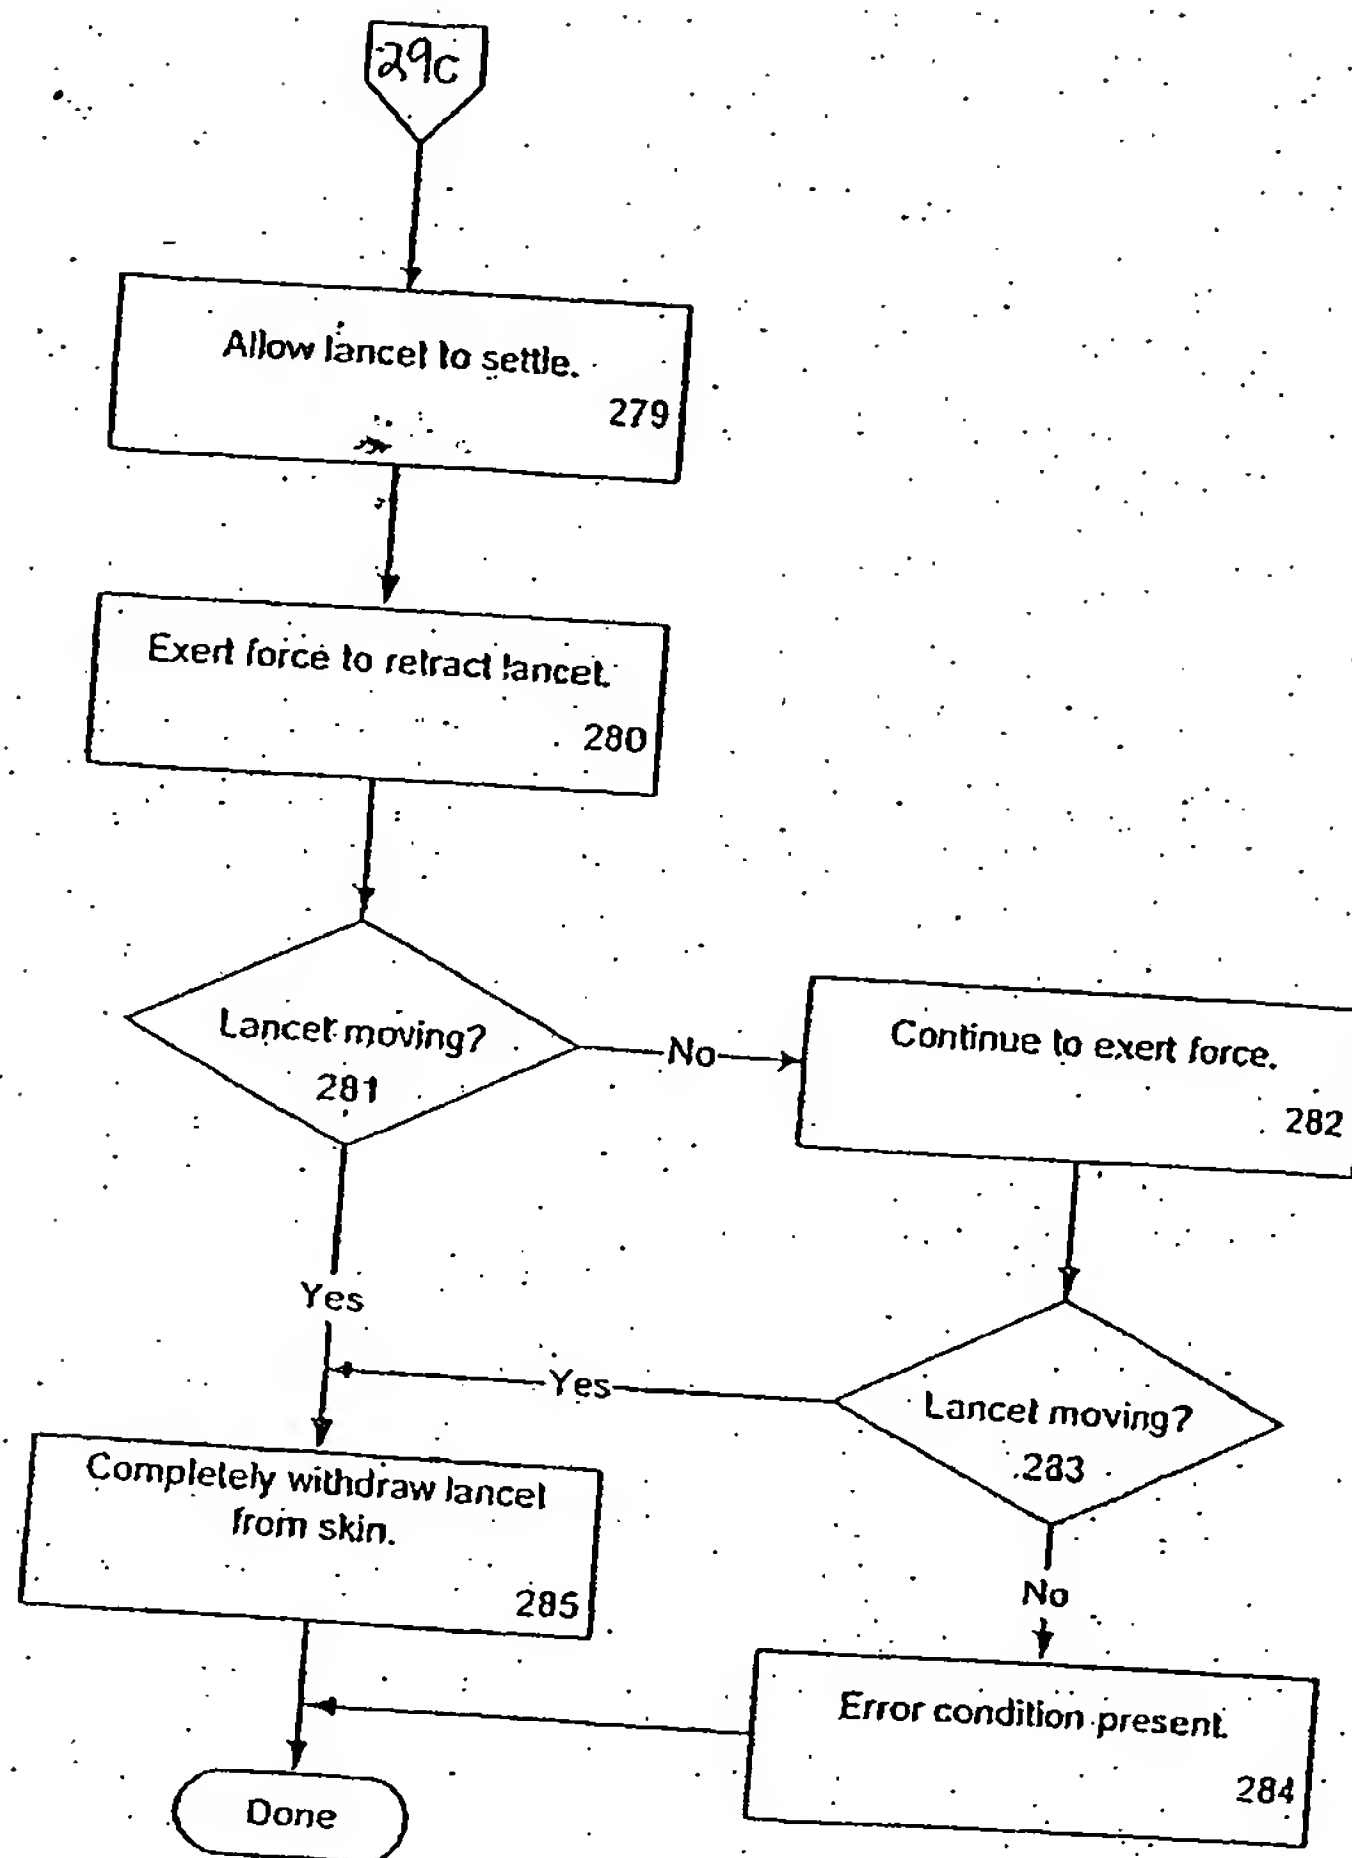 29c
Allow lancet to settle.
279
Exert force to retract lancet.
280
Lancet moving?
281
No
Continue to exert force.
282
Yes
Yes
Lancet moving?
283
Completely withdraw lancet
from skin.
285
No
Error condition present.
284
Done